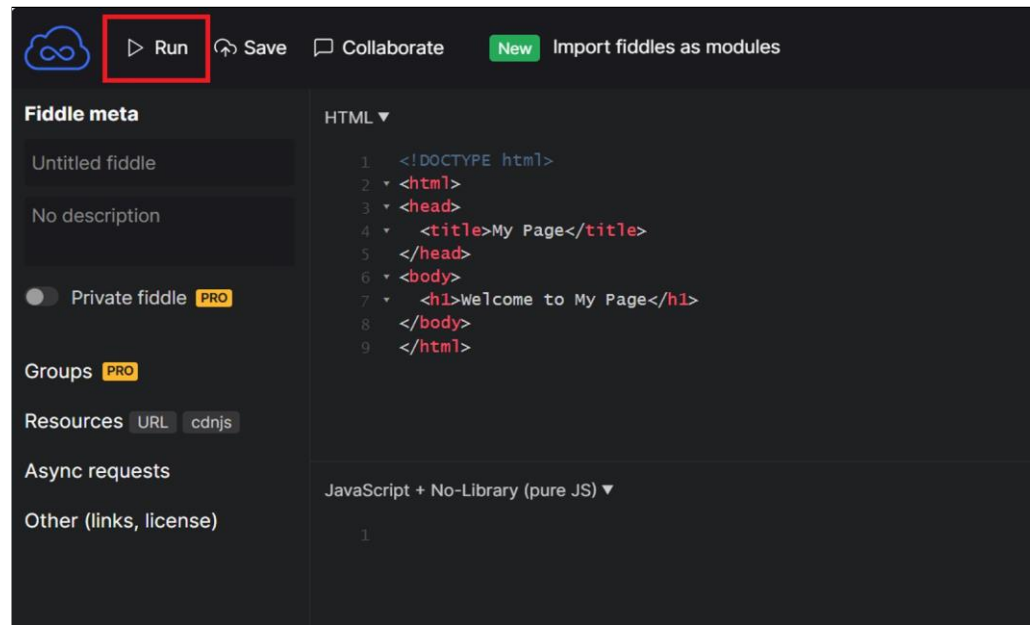 Run Save Collaborate New Import fiddles as modules
Fiddle meta
Untitled fiddle
No description
Private fiddle PRO
Groups PRO
Resources URL cdnjs
Async requests
Other (links, license)
HTML ▼
1 <!DOCTYPE html>
2 ▾ <html>
3 ▾ <head>
4 ▾ <title>My Page</title>
5 </head>
6 ▾ <body>
7 ▾ <h1>Welcome to My Page</h1>
8 </body>
9 </html>
JavaScript + No-Library (pure JS) ▼
1